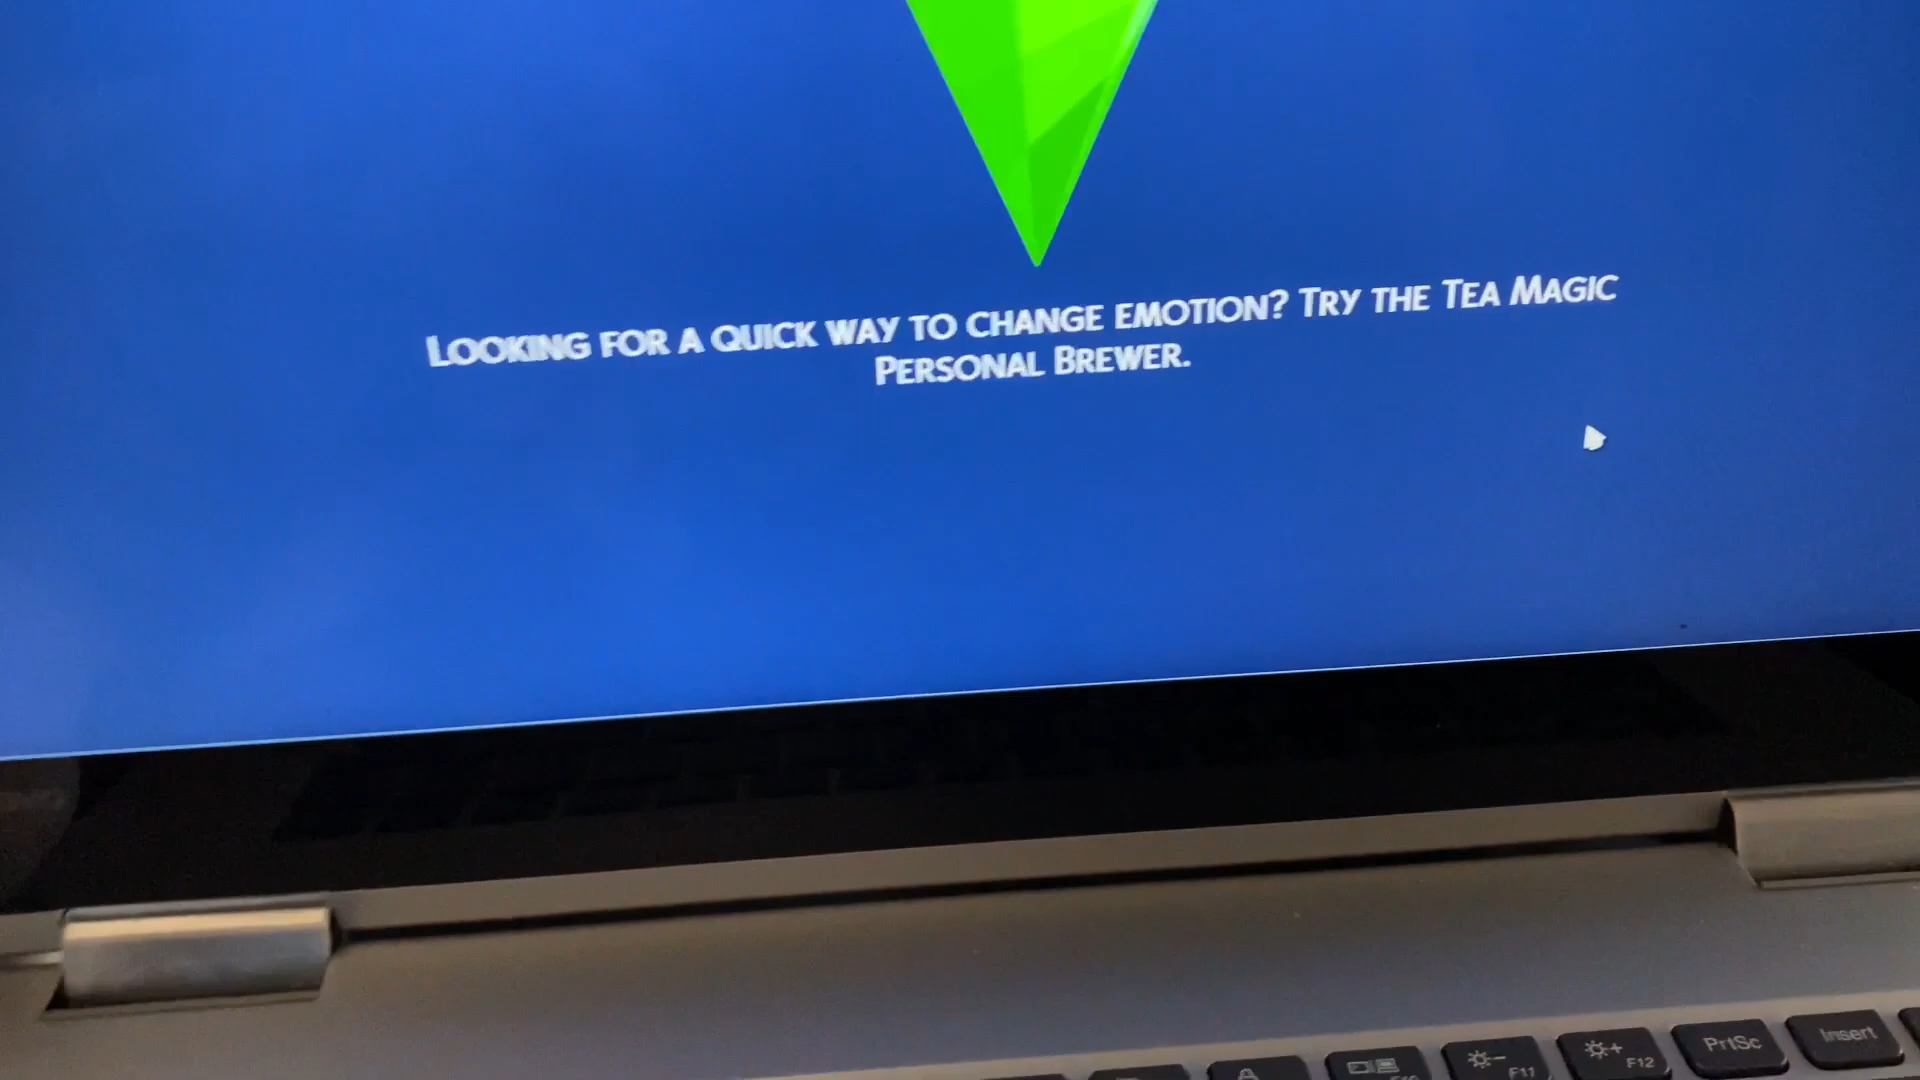 LOOKING FOR A QUICK WAY TO CHANGE EMOTION? TRY THE TEA MAGIC
PERSONAL BREWER.
F11
F12
PrtSc
Insert